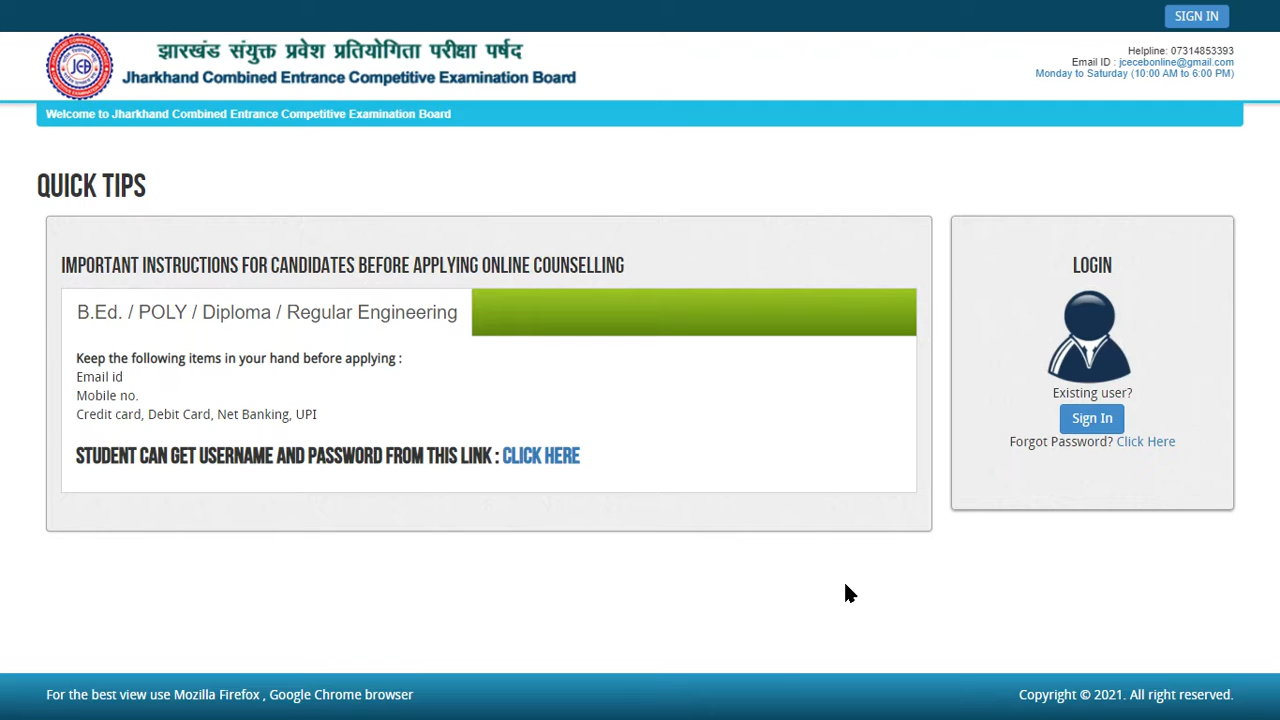 SIGN IN
JCEB
झारखंड संयुक्त प्रवेश प्रतियोगिता परीक्षा पर्षद
Jharkhand Combined Entrance Competitive Examination Board
Helpline: 07314853393
Email ID : jcecebonline@gmail.com
Monday to Saturday (10:00 AM to 6:00 PM)
Welcome to Jharkhand Combined Entrance Competitive Examination Board
QUICK TIPS
IMPORTANT INSTRUCTIONS FOR CANDIDATES BEFORE APPLYING ONLINE COUNSELLING
B.Ed. / POLY / Diploma / Regular Engineering
Keep the following items in your hand before applying :
Email id
Mobile no.
Credit card, Debit Card, Net Banking, UPI
STUDENT CAN GET USERNAME AND PASSWORD FROM THIS LINK : CLICK HERE
LOGIN
Existing user?
Sign In
Forgot Password? Click Here
For the best view use Mozilla Firefox , Google Chrome browser
Copyright © 2021. All right reserved.